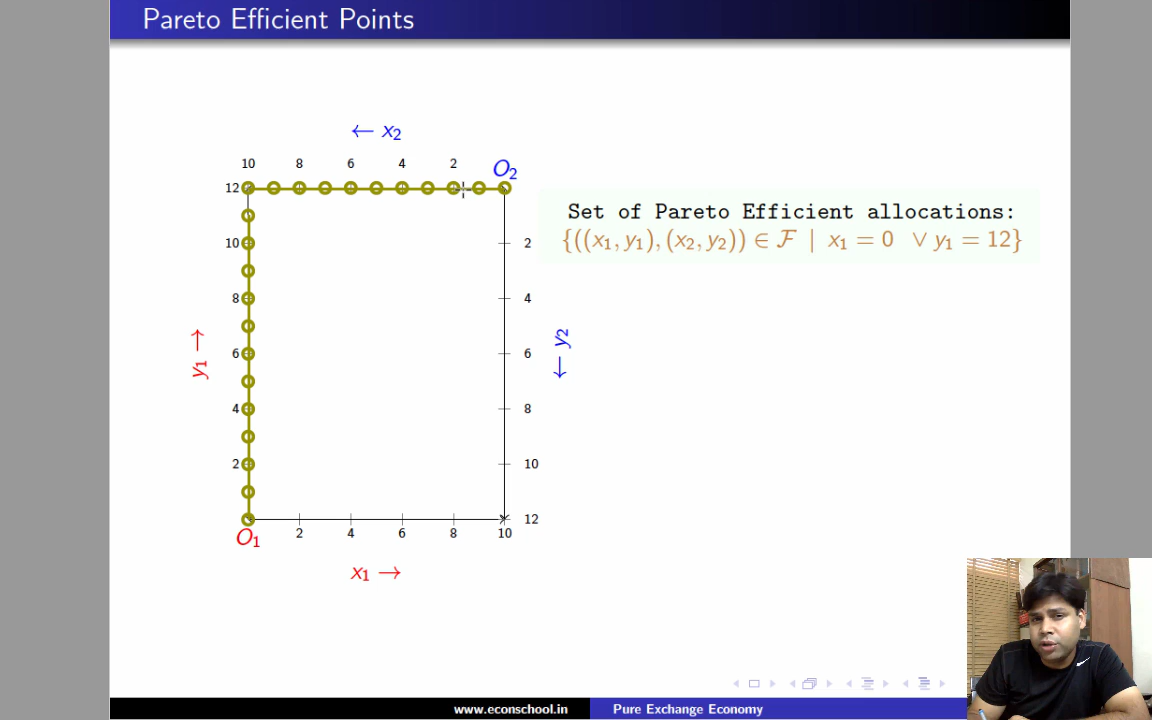 Pareto Efficient Points
← x₂
10 8 6 4 2
O₂
12
10
8
6
4
2
y₁ →
O₁
2 4 6 8 10
x₁ →
2
4
6
8
10
12
← y₂
Set of Pareto Efficient allocations:
{((x₁, y₁), (x₂, y₂)) ∈ ℱ | x₁ = 0 ∨ y₁ = 12}
www.econschool.in
Pure Exchange Economy